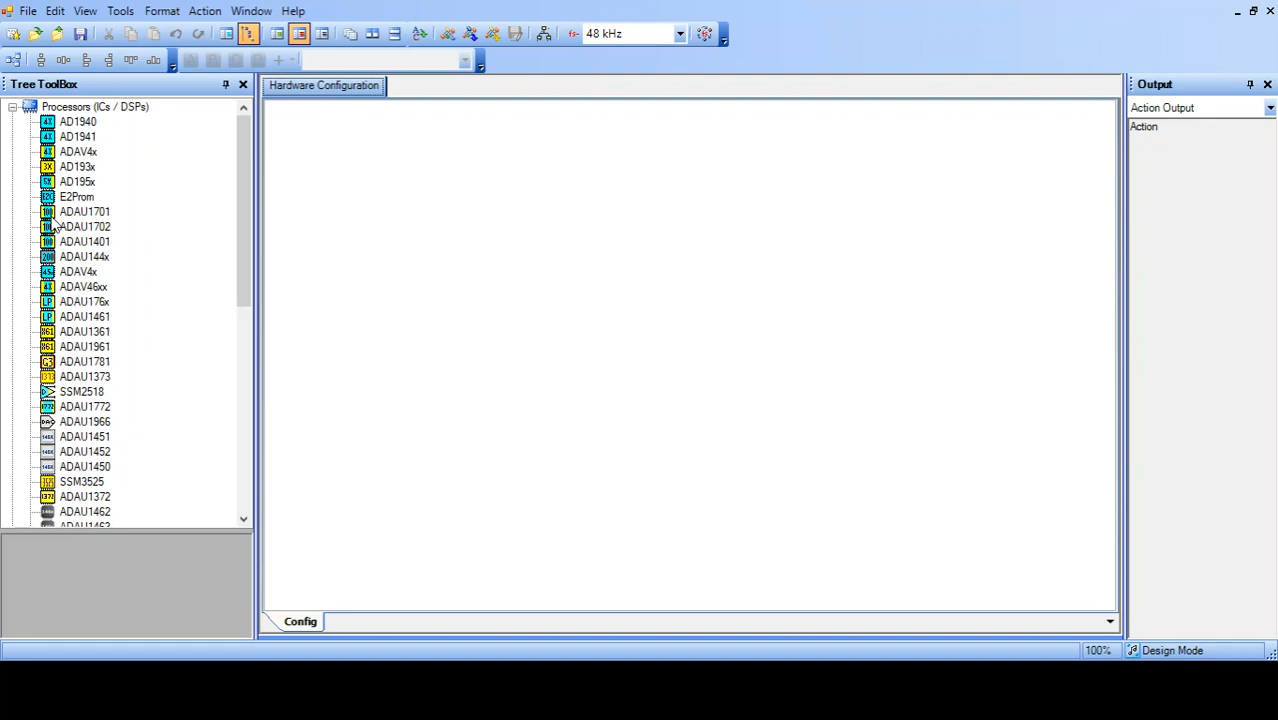 File Edit View Tools Format Action Window Help
48 kHz
Tree ToolBox
Hardware Configuration
Output
Processors (ICs / DSPs)
Action Output
AD1940
Action
AD1941
ADAV4x
AD193x
AD195x
E2Prom
ADAU1701
ADAU1702
ADAU1401
ADAU144x
ADAV4x
ADAV46xx
ADAU176x
ADAU1461
ADAU1361
ADAU1961
ADAU1781
ADAU1373
SSM2518
ADAU1772
ADAU1966
ADAU1451
ADAU1452
ADAU1450
SSM3525
ADAU1372
ADAU1462
ADAU1463
Config
100% Design Mode